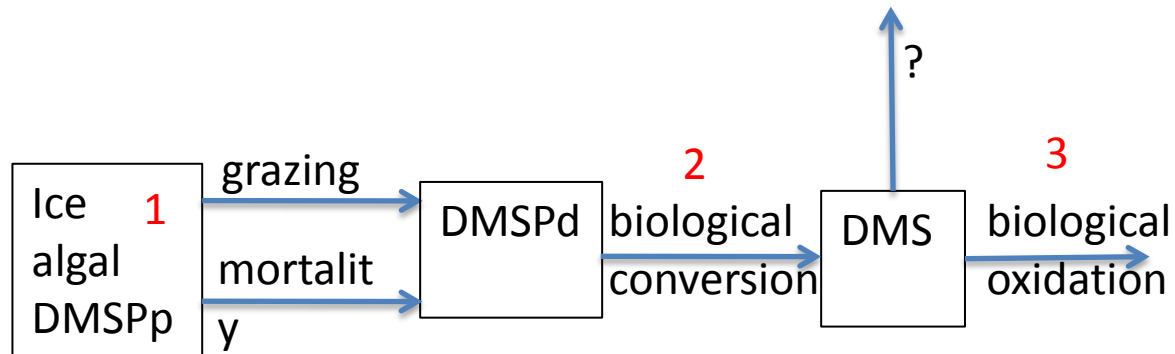 ?
Ice
algal
DMSPp
1
grazing
mortalit
y
DMSPd
2
biological
conversion
DMS
3
biological
oxidation